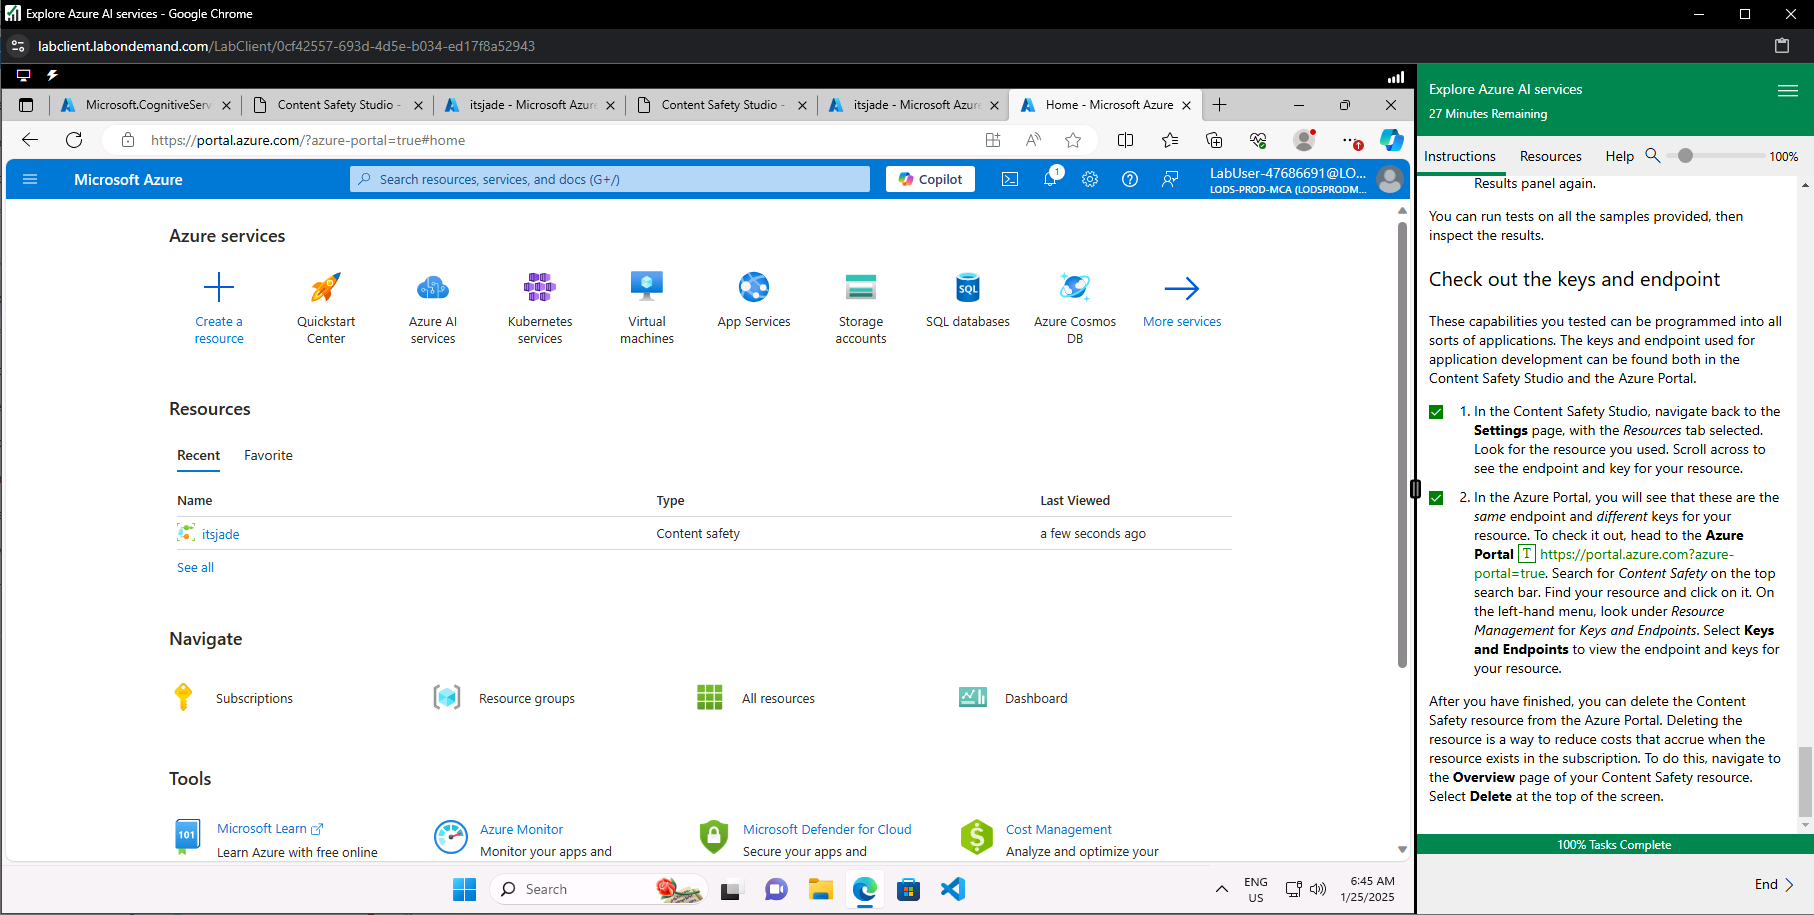 Explore Azure AI services - Google Chrome
labclient.labondemand.com/LabClient/0cf42557-693d-4d5e-b034-ed17f8a52943
Microsoft.CognitiveServ
Content Safety Studio -
itsjade - Microsoft Azure
Content Safety Studio -
itsjade - Microsoft Azure
Home - Microsoft Azure
https://portal.azure.com/?azure-portal=true#home
Microsoft Azure
Search resources, services, and docs (G+/)
Copilot
1
LabUser-47686691@LO...
LODS-PROD-MCA (LODSPRODM...
Azure services
Create a
resource
Quickstart
Center
Azure AI
services
Kubernetes
services
Virtual
machines
App Services
Storage
accounts
SQL
SQL databases
Azure Cosmos
DB
More services
Resources
Recent
Favorite
Name
Type
Last Viewed
itsjade
Content safety
a few seconds ago
See all
Navigate
Subscriptions
Resource groups
All resources
Dashboard
Tools
101
Microsoft Learn
Learn Azure with free online
Azure Monitor
Monitor your apps and
Microsoft Defender for Cloud
Secure your apps and
Cost Management
Analyze and optimize your
Search
ENG
US
6:45 AM
1/25/2025
Explore Azure AI services
27 Minutes Remaining
Instructions
Resources
Help
100%
Results panel again.
You can run tests on all the samples provided, then
inspect the results.
Check out the keys and endpoint
These capabilities you tested can be programmed into all
sorts of applications. The keys and endpoint used for
application development can be found both in the
Content Safety Studio and the Azure Portal.
1. In the Content Safety Studio, navigate back to the
Settings page, with the Resources tab selected.
Look for the resource you used. Scroll across to
see the endpoint and key for your resource.
2. In the Azure Portal, you will see that these are the
same endpoint and different keys for your
resource. To check it out, head to the Azure
Portal T https://portal.azure.com?azure-
portal=true. Search for Content Safety on the top
search bar. Find your resource and click on it. On
the left-hand menu, look under Resource
Management for Keys and Endpoints. Select Keys
and Endpoints to view the endpoint and keys for
your resource.
After you have finished, you can delete the Content
Safety resource from the Azure Portal. Deleting the
resource is a way to reduce costs that accrue when the
resource exists in the subscription. To do this, navigate to
the Overview page of your Content Safety resource.
Select Delete at the top of the screen.
100% Tasks Complete
End